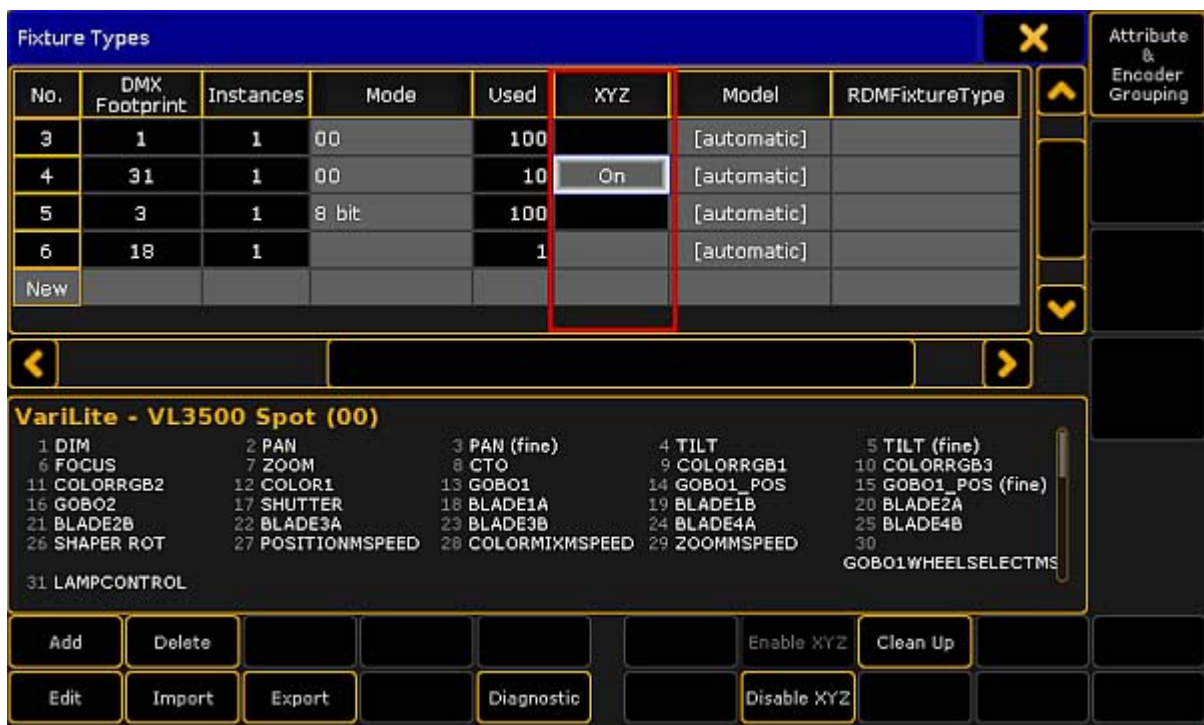 Fixture Types
Attribute
&
Encoder
Grouping
No. DMX Footprint Instances Mode Used XYZ Model RDMFixtureType
3 1 1 00 100 [automatic]
4 31 1 00 10 On [automatic]
5 3 1 8 bit 100 [automatic]
6 18 1 1 [automatic]
New
VariLite - VL3500 Spot (00)
1 DIM 2 PAN 3 PAN (fine) 4 TILT 5 TILT (fine)
6 FOCUS 7 ZOOM 8 CTO 9 COLORRGB1 10 COLORRGB3
11 COLORRGB2 12 COLOR1 13 GOBO1 14 GOBO1_POS 15 GOBO1_POS (fine)
16 GOBO2 17 SHUTTER 18 BLADE1A 19 BLADE1B 20 BLADE2A
21 BLADE2B 22 BLADE3A 23 BLADE3B 24 BLADE4A 25 BLADE4B
26 SHAPER ROT 27 POSITIONMSPEED 28 COLORMIXMSPEED 29 ZOOMMSPEED 30
GOBO1WHEELSELECTMS
31 LAMPCONTROL
Add Delete Enable XYZ Clean Up
Edit Import Export Diagnostic Disable XYZ